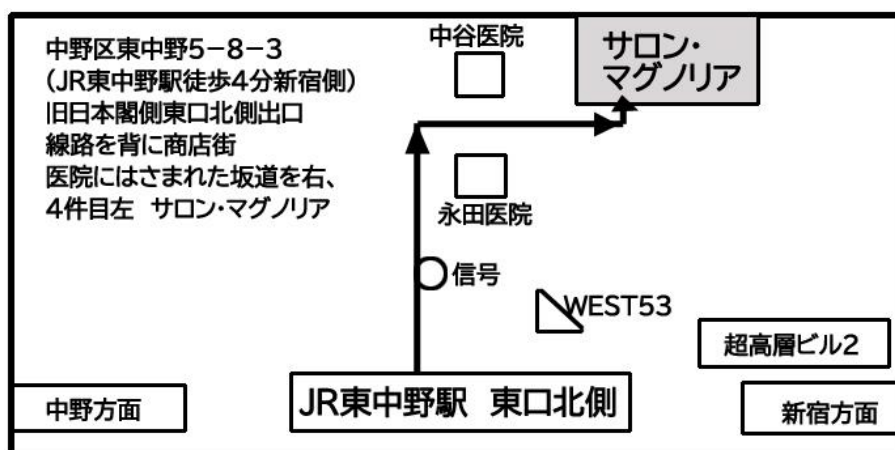 中野区東中野5-8-3
(JR東中野駅徒歩4分新宿側)
旧日本閣側東口北側出口
線路を背に商店街
医院にはさまれた坂道を右、
4件目左 サロン・マグノリア
中谷医院
サロン・
マグノリア
永田医院
信号
WEST53
超高層ビル2
中野方面
JR東中野駅 東口北側
新宿方面